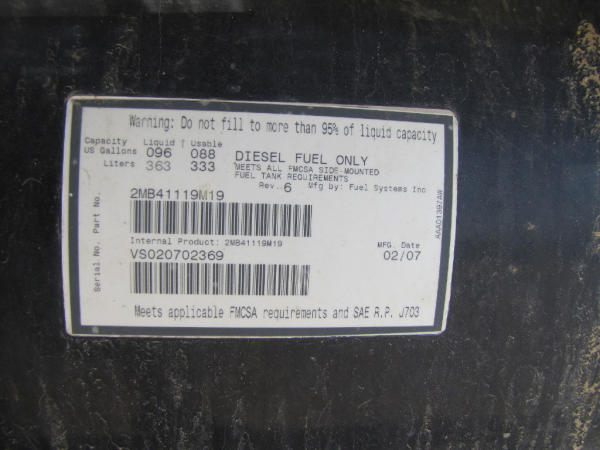 Warning: Do not fill to more than 95% of liquid capacity
Capacity Liquid / Usable
US Gallons 096 088
Liters 363 333
DIESEL FUEL ONLY
MEETS ALL FMCSA SIDE-MOUNTED
FUEL TANK REQUIREMENTS
Rev. 6 Mfg by: Fuel Systems Inc
Part No.
2MB41119M19
Internal Product: 2MB41119M19
Serial No.
VS020702369
MFG. Date
02/07
A6A01397AW
Meets applicable FMCSA requirements and SAE R.P. J703